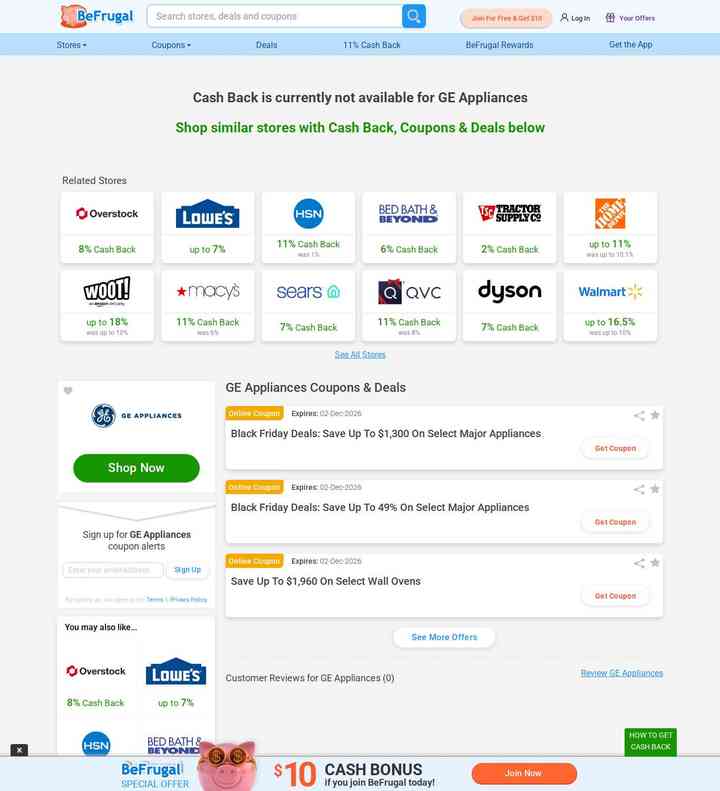 BeFrugal
Search stores, deals and coupons
Join For Free & Get $10
Log In
Your Offers
Stores
Coupons
Deals
11% Cash Back
BeFrugal Rewards
Get the App
Cash Back is currently not available for GE Appliances
Shop similar stores with Cash Back, Coupons & Deals below
Related Stores
Overstock
LOWE'S
HSN
BED BATH &
BEYOND
TRACTOR
SUPPLY Co
THE HOME DEPOT
8% Cash Back
up to 7%
11% Cash Back
was 1%
6% Cash Back
2% Cash Back
up to 11%
was up to 10.1%
WOOT!
macy's
sears
QVC
dyson
Walmart
up to 18%
was up to 12%
11% Cash Back
was 5%
7% Cash Back
11% Cash Back
was 8%
7% Cash Back
up to 16.5%
was up to 10%
See All Stores
GE APPLIANCES
Shop Now
GE Appliances Coupons & Deals
Online Coupon
Expires: 02-Dec-2026
Black Friday Deals: Save Up To $1,300 On Select Major Appliances
Get Coupon
Online Coupon
Expires: 02-Dec-2026
Black Friday Deals: Save Up To 49% On Select Major Appliances
Get Coupon
Online Coupon
Expires: 02-Dec-2026
Save Up To $1,960 On Select Wall Ovens
Get Coupon
See More Offers
Sign up for GE Appliances
coupon alerts
Enter your email address
Sign Up
By signing up, you agree to our Terms & Privacy Policy
You may also like...
Overstock
LOWE'S
8% Cash Back
up to 7%
HSN
BED BATH &
BEYOND
Customer Reviews for GE Appliances (0)
Review GE Appliances
HOW TO GET
CASH BACK
x
BeFrugal
SPECIAL OFFER
$10 CASH BONUS
if you join BeFrugal today!
Join Now